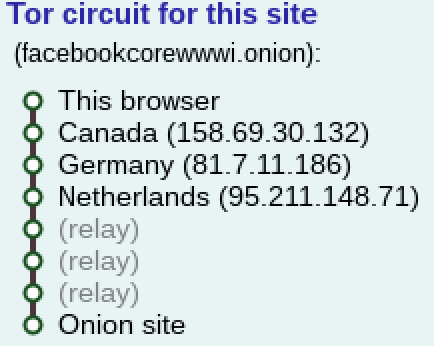 Tor circuit for this site
(facebookcorewwwi.onion):
This browser
Canada (158.69.30.132)
Germany (81.7.11.186)
Netherlands (95.211.148.71)
(relay)
(relay)
(relay)
Onion site